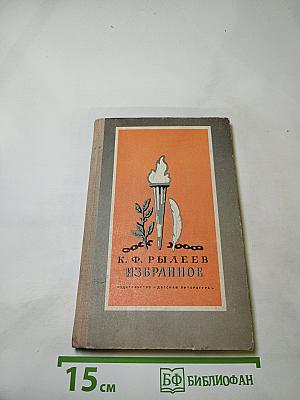 К. Ф. РЫЛЕЕВ
ИЗБРАННОЕ
ИЗДАТЕЛЬСТВО «ДЕТСКАЯ ЛИТЕРАТУРА»
15 см
БФ БИБЛИОФАН